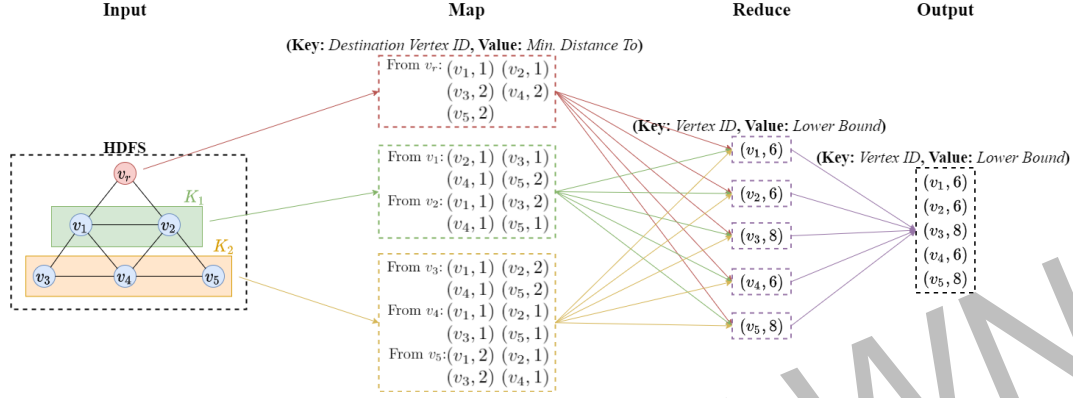 Input Map Reduce Output
(Key: Destination Vertex ID, Value: Min. Distance To)
From v_r: (v_1, 1) (v_2, 1)
(v_3, 2) (v_4, 2)
(v_5, 2)
(Key: Vertex ID, Value: Lower Bound)
(Key: Vertex ID, Value: Lower Bound)
HDFS
v_r
K_1
v_1 v_2
K_2
v_3 v_4 v_5
From v_1: (v_2, 1) (v_3, 1)
(v_4, 1) (v_5, 2)
From v_2: (v_1, 1) (v_3, 2)
(v_4, 1) (v_5, 1)
From v_3: (v_1, 1) (v_2, 2)
(v_4, 1) (v_5, 2)
From v_4: (v_1, 1) (v_2, 1)
(v_3, 1) (v_5, 1)
From v_5: (v_1, 2) (v_2, 1)
(v_3, 2) (v_4, 1)
(v_1, 6)
(v_2, 6)
(v_3, 8)
(v_4, 6)
(v_5, 8)
(v_1, 6)
(v_2, 6)
(v_3, 8)
(v_4, 6)
(v_5, 8)
WN